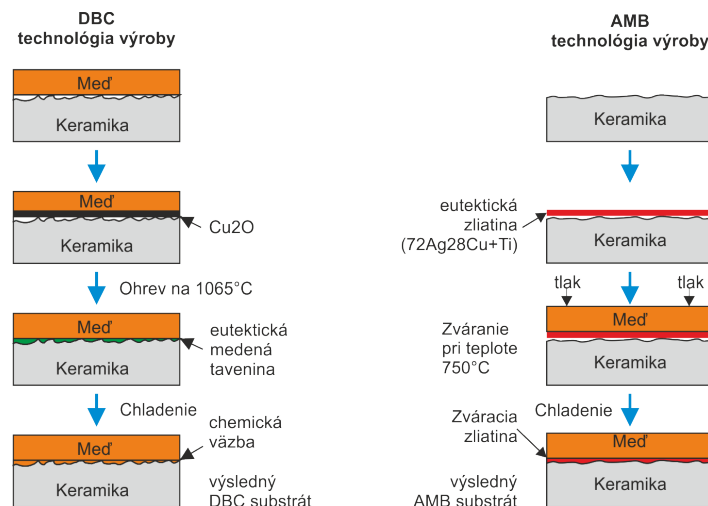 DBC
technológia výroby
Meď
Keramika
Meď
Keramika
Cu2O
Ohrev na 1065°C
Meď
Keramika
eutektická
medená
tavenina
Chladenie
Meď
Keramika
chemická
väzba
výsledný
DBC substrát
AMB
technológia výroby
Keramika
eutektická
zliatina
(72Ag28Cu+Ti)
Keramika
tlak
tlak
Meď
Keramika
Zváranie
pri teplote
750°C
Chladenie
Zváracia
zliatina
Meď
Keramika
výsledný
AMB substrát